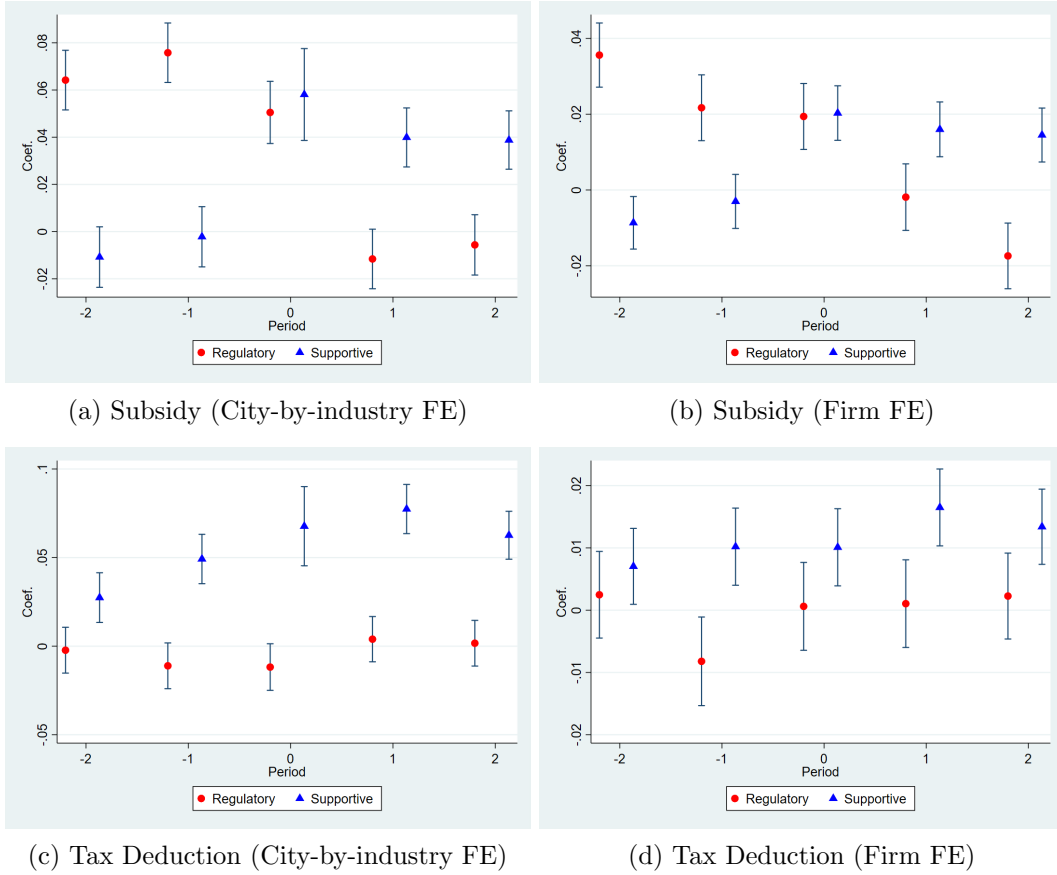 .08
.06
.04
.02
0
-.02
Coef.
-2 -1 0 1 2
Period
Regulatory Supportive
(a) Subsidy (City-by-industry FE)
.04
.02
0
-.02
Coef.
-2 -1 0 1 2
Period
Regulatory Supportive
(b) Subsidy (Firm FE)
.1
.05
0
-.05
Coef.
-2 -1 0 1 2
Period
Regulatory Supportive
(c) Tax Deduction (City-by-industry FE)
.02
.01
0
-.01
-.02
Coef.
-2 -1 0 1 2
Period
Regulatory Supportive
(d) Tax Deduction (Firm FE)